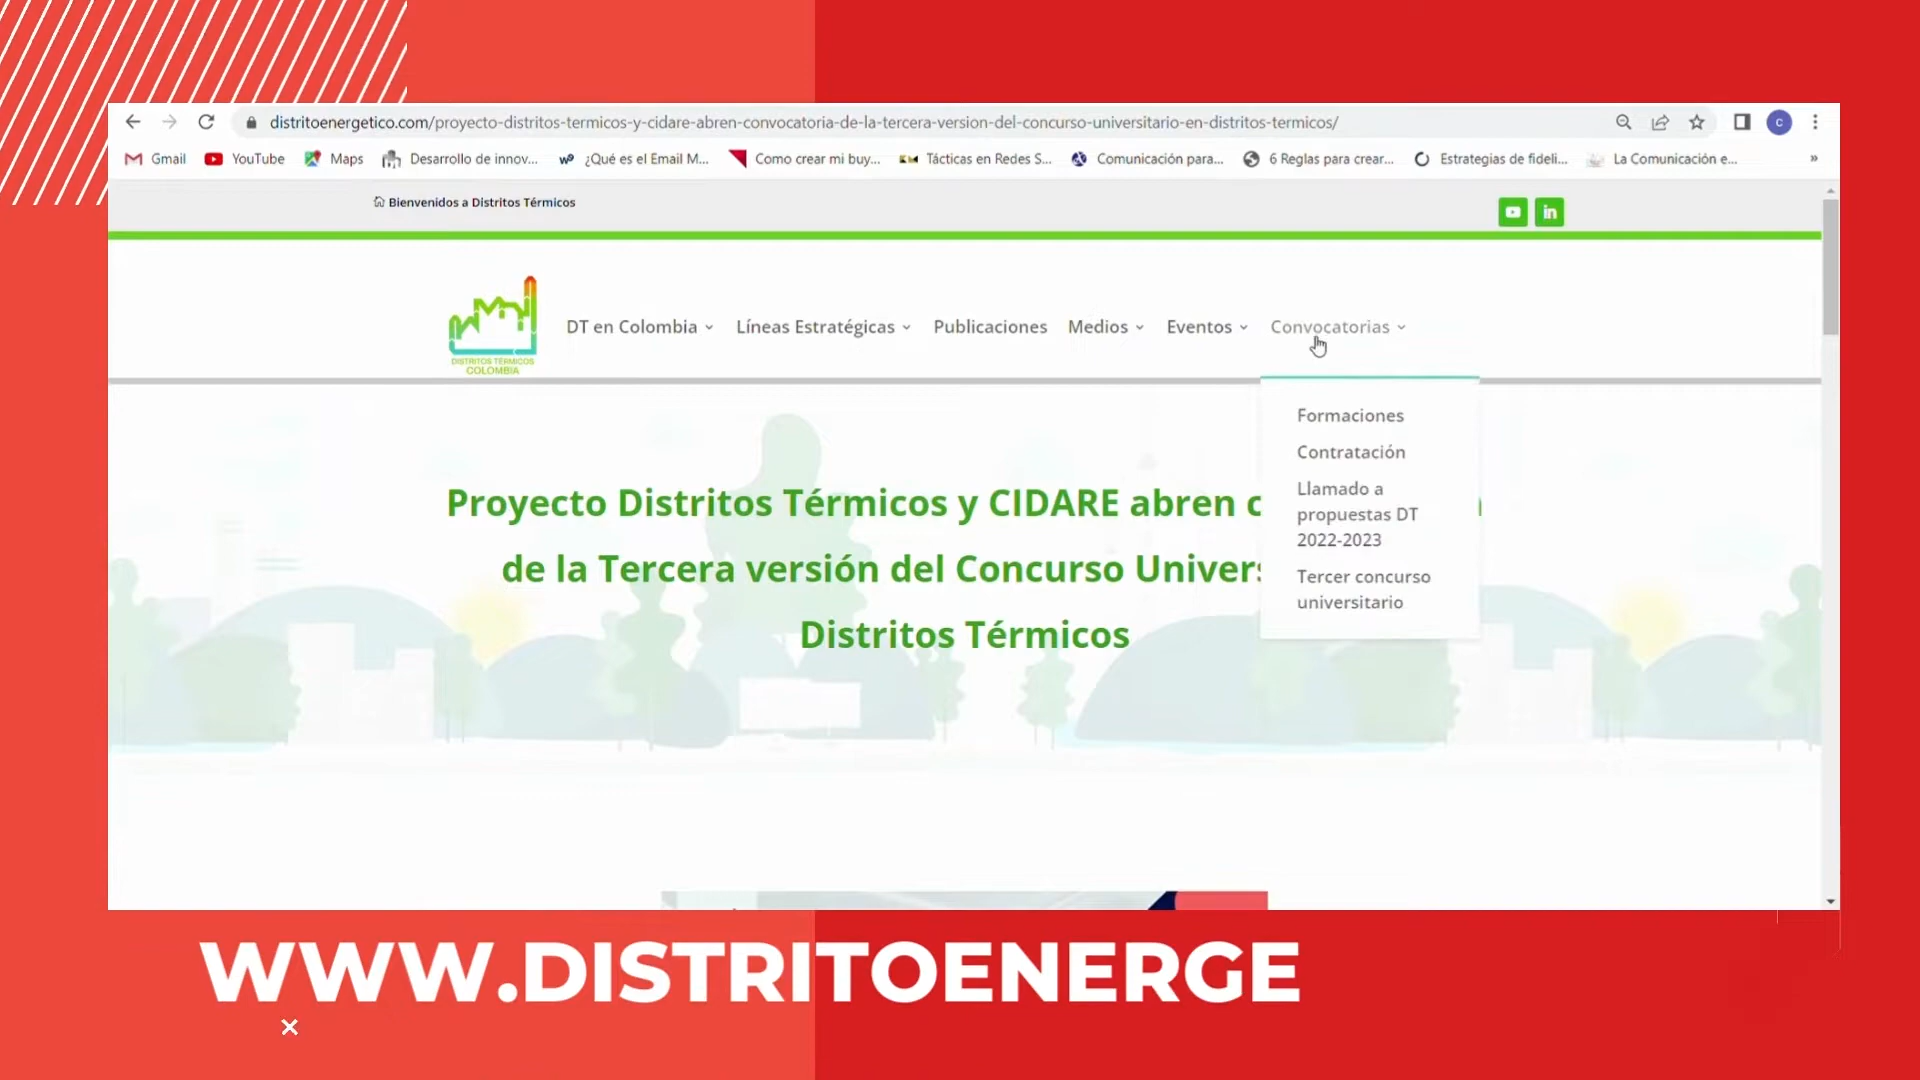 distritoenergetico.com/proyecto-distritos-termicos-y-cidare-abren-convocatoria-de-la-tercera-version-del-concurso-universitario-en-distritos-termicos/
C
Gmail
YouTube
Maps
Desarrollo de innov...
¿Qué es el Email M...
Como crear mi buy...
Tácticas en Redes S...
Comunicación para...
6 Reglas para crear...
Estrategias de fideli...
La Comunicación e...
»
Bienvenidos a Distritos Térmicos
in
DISTRITOS TÉRMICOS
COLOMBIA
DT en Colombia
Líneas Estratégicas
Publicaciones
Medios
Eventos
Convocatorias
Formaciones
Contratación
Llamado a
propuestas DT
2022-2023
Tercer concurso
universitario
Proyecto Distritos Térmicos y CIDARE abren c
de la Tercera versión del Concurso Univers
Distritos Térmicos
WWW.DISTRITOENERGE